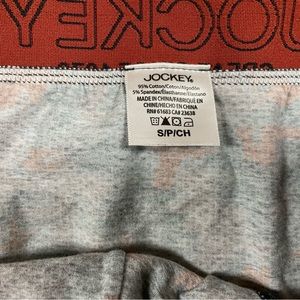 JOCKEY
JOCKEY
95% Cotton/Coton/Algodón
5% Spandex/Élasthanne/Elastano
MADE IN CHINA/FABRIQUÉ EN
CHINE/HECHO EN CHINA
RN# 61683 CA# 23638
S/P/CH